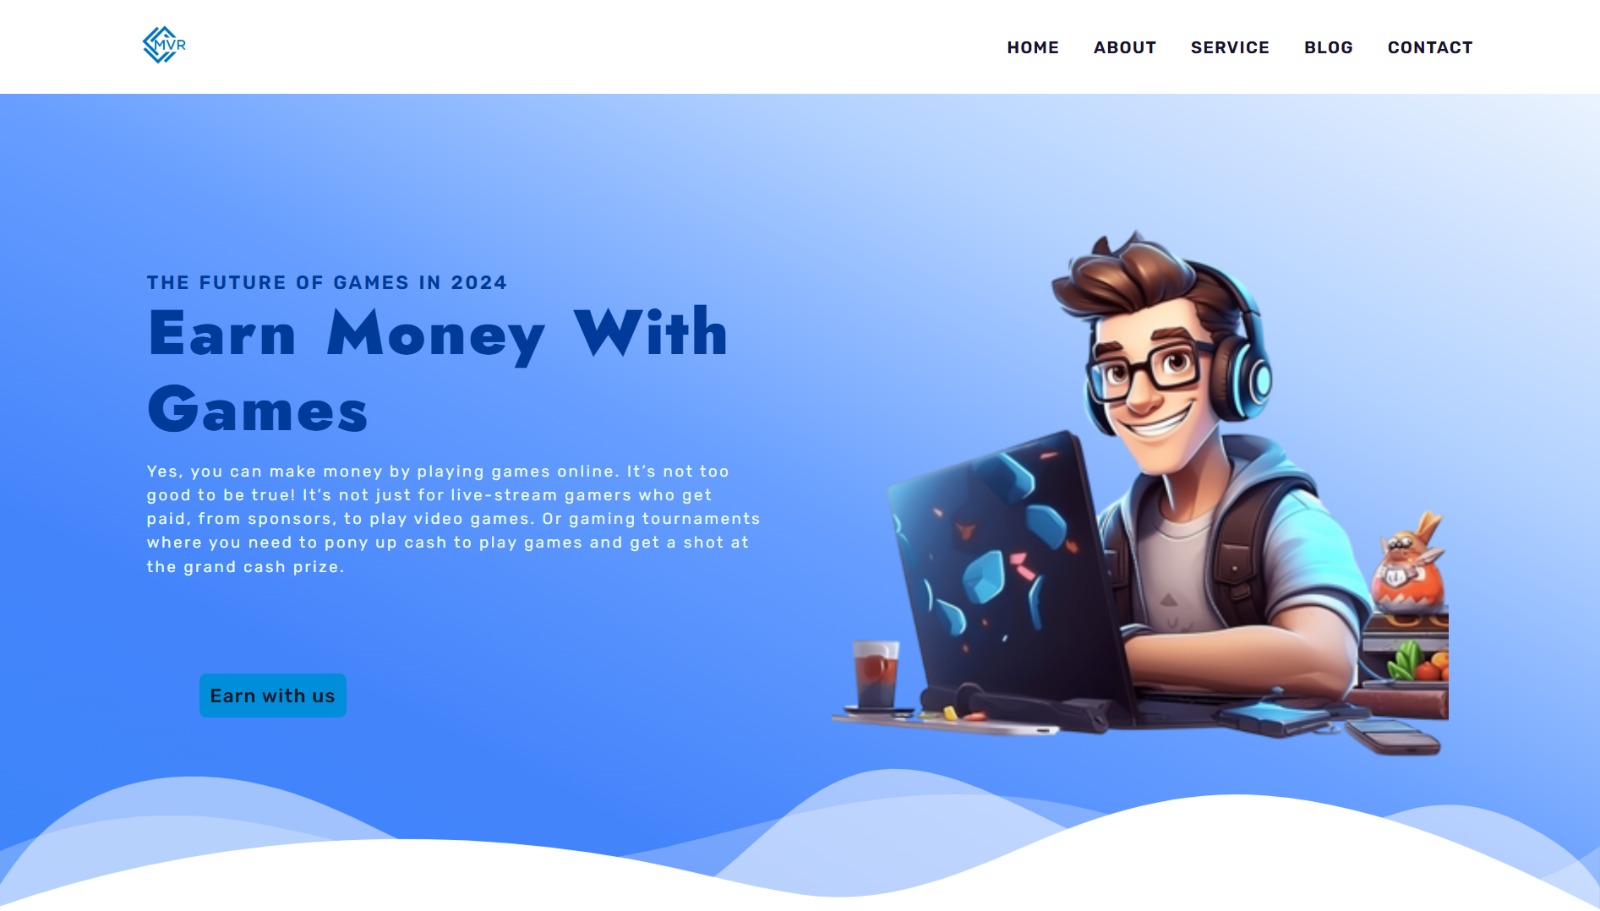 MVR
HOME ABOUT SERVICE BLOG CONTACT
THE FUTURE OF GAMES IN 2024
Earn Money With
Games
Yes, you can make money by playing games online. It’s not too
good to be true! It’s not just for live-stream gamers who get
paid, from sponsors, to play video games. Or gaming tournaments
where you need to pony up cash to play games and get a shot at
the grand cash prize.
Earn with us